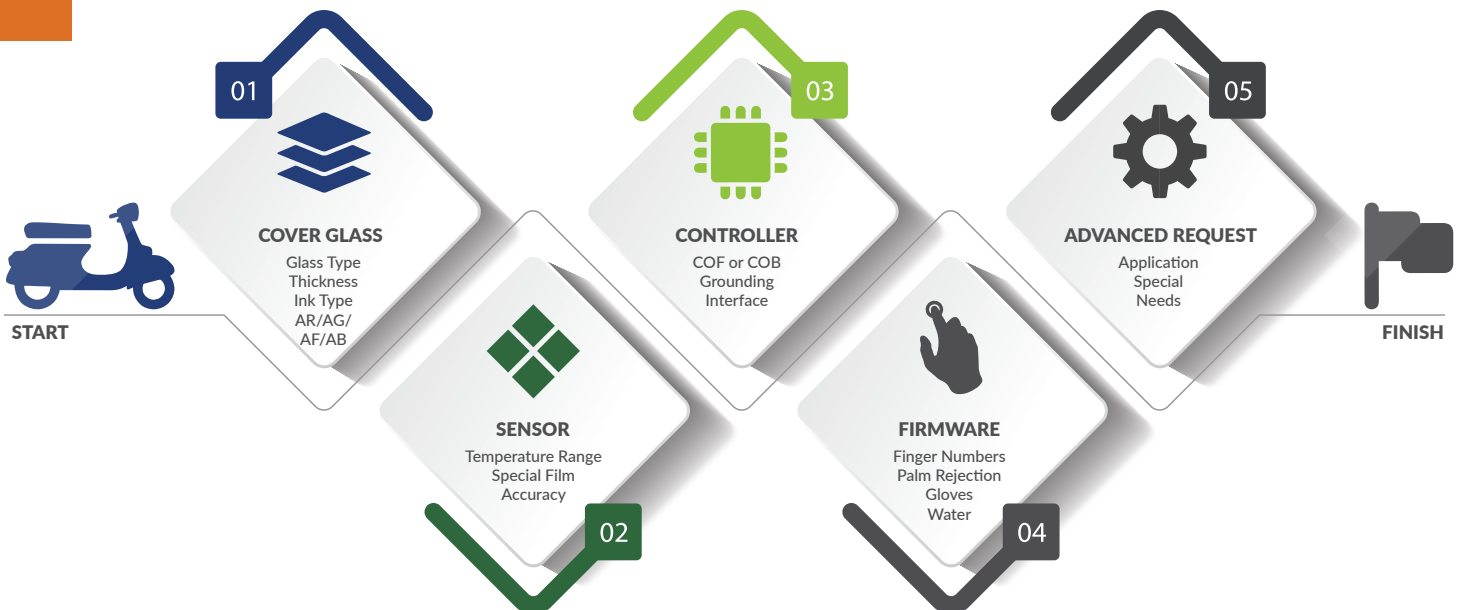 START
01
COVER GLASS
Glass Type
Thickness
Ink Type
AR/AG/
AF/AB
02
SENSOR
Temperature Range
Special Film
Accuracy
03
CONTROLLER
COF or COB
Grounding
Interface
04
FIRMWARE
Finger Numbers
Palm Rejection
Gloves
Water
05
ADVANCED REQUEST
Application
Special
Needs
FINISH